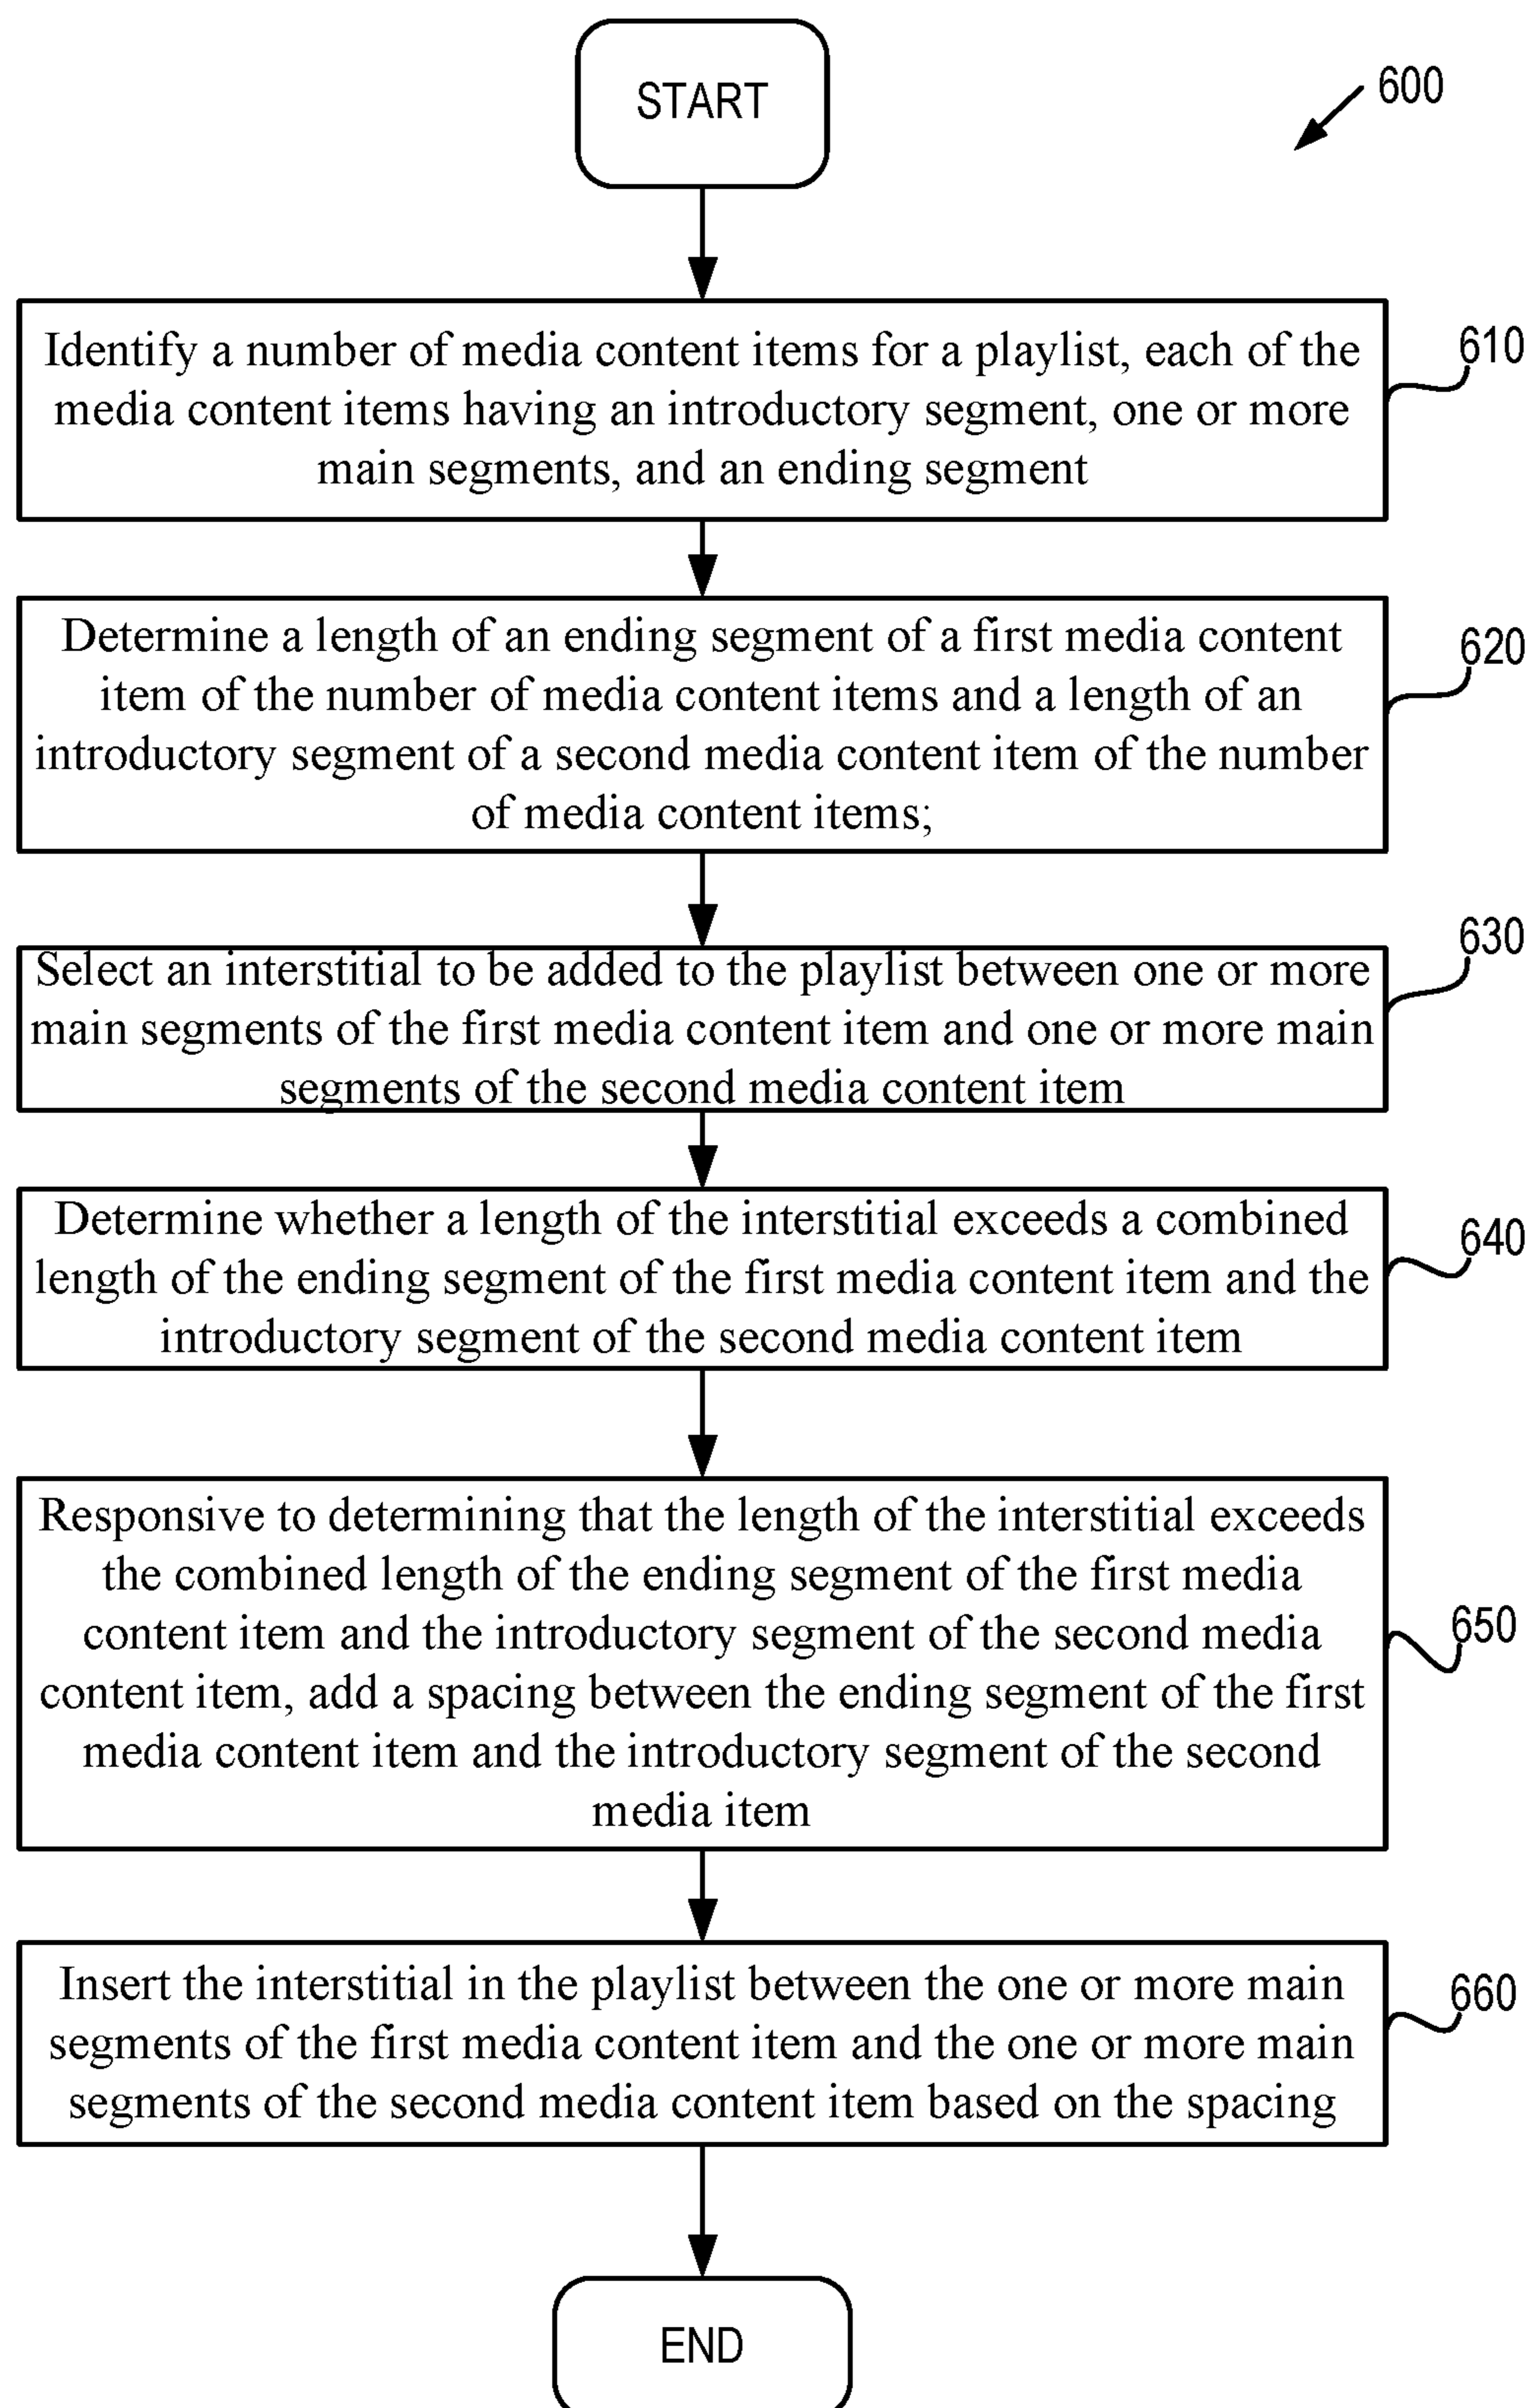 START
600
Identify a number of media content items for a playlist, each of the
media content items having an introductory segment, one or more
main segments, and an ending segment
610
Determine a length of an ending segment of a first media content
item of the number of media content items and a length of an
introductory segment of a second media content item of the number
of media content items;
620
Select an interstitial to be added to the playlist between one or more
main segments of the first media content item and one or more main
segments of the second media content item
630
Determine whether a length of the interstitial exceeds a combined
length of the ending segment of the first media content item and the
introductory segment of the second media content item
640
Responsive to determining that the length of the interstitial exceeds
the combined length of the ending segment of the first media
content item and the introductory segment of the second media
content item, add a spacing between the ending segment of the first
media content item and the introductory segment of the second
media item
650
Insert the interstitial in the playlist between the one or more main
segments of the first media content item and the one or more main
segments of the second media content item based on the spacing
660
END